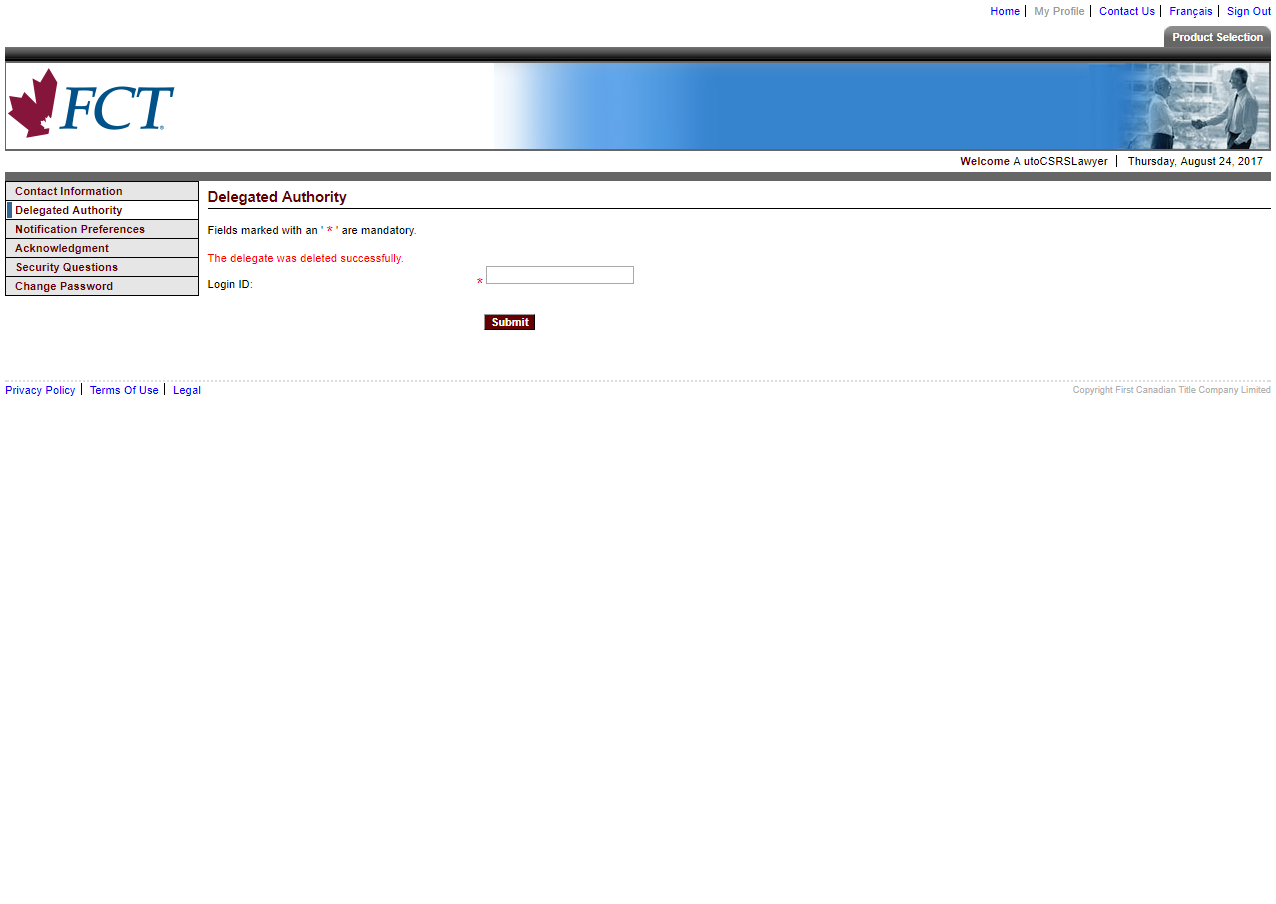 Home | My Profile | Contact Us | Français | Sign Out
Product Selection
FCT®
Welcome A utoCSRSLawyer | Thursday, August 24, 2017
Contact Information
Delegated Authority
Notification Preferences
Acknowledgment
Security Questions
Change Password
Delegated Authority
Fields marked with an ' * ' are mandatory.
The delegate was deleted successfully.
Login ID: *
Submit
Privacy Policy | Terms Of Use | Legal
Copyright First Canadian Title Company Limited